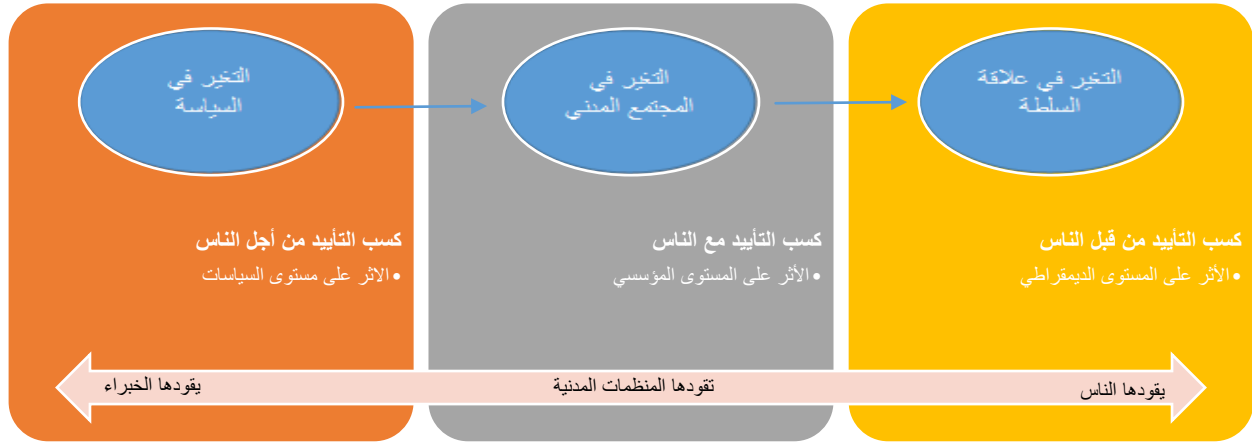 التغير في
السياسة
التغير في
المجتمع المدني
التغير في علاقة
السلطة
كسب التأييد من أجل الناس
• الاثر على مستوى السياسات
كسب التأييد مع الناس
• الأثر على المستوى المؤسسي
كسب التأييد من قبل الناس
• الأثر على المستوى الديمقراطي
يقودها الخبراء
تقودها المنظمات المدنية
يقودها الناس